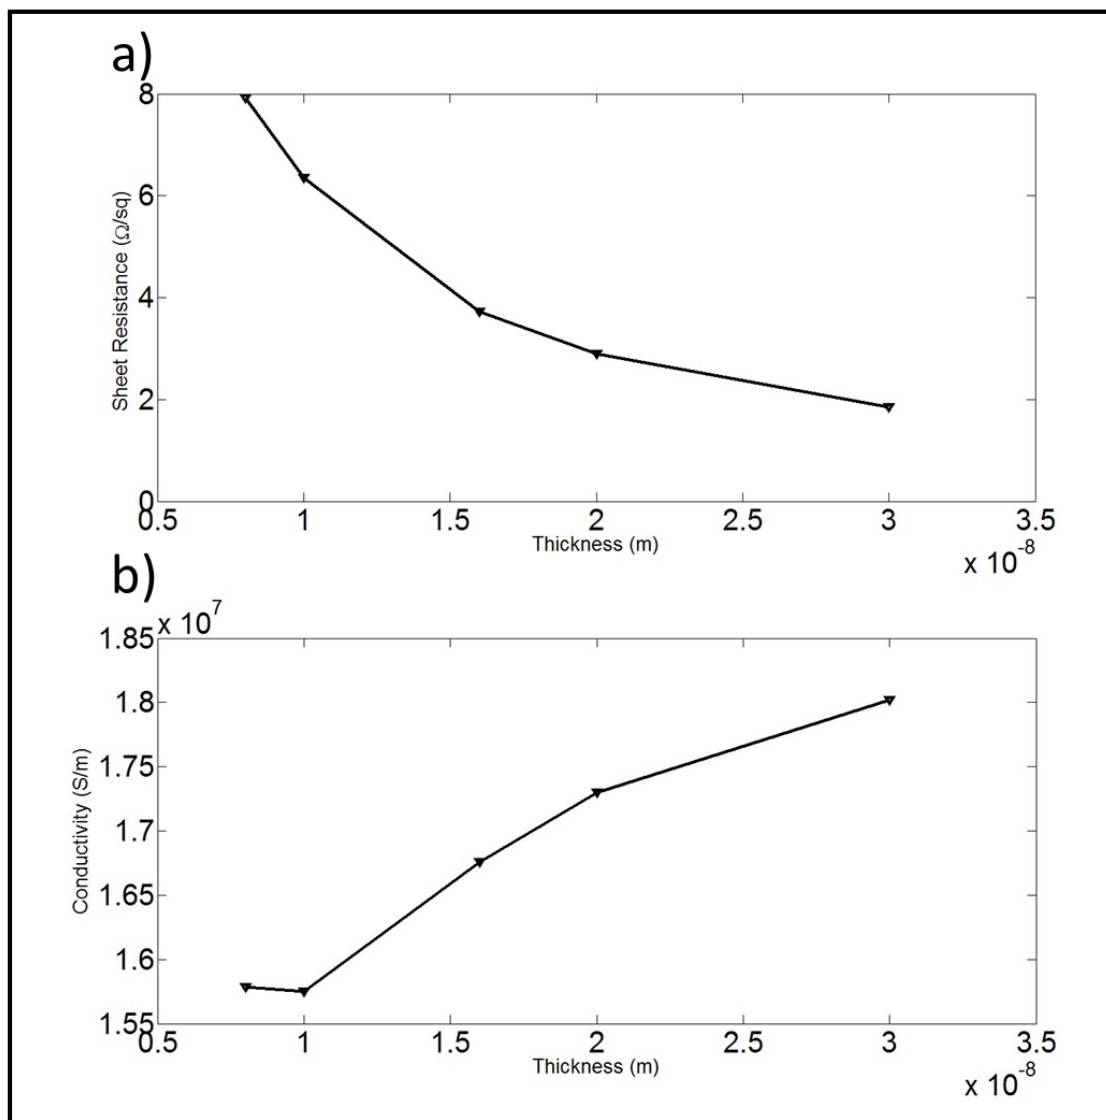 a)
8
6
4
2
0
Sheet Resistance (Ω/sq)
0.5 1 1.5 2 2.5 3 3.5
Thickness (m)
x 10⁻⁸
b)
x 10⁷
1.85
1.8
1.75
1.7
1.65
1.6
1.55
Conductivity (S/m)
0.5 1 1.5 2 2.5 3 3.5
Thickness (m)
x 10⁻⁸